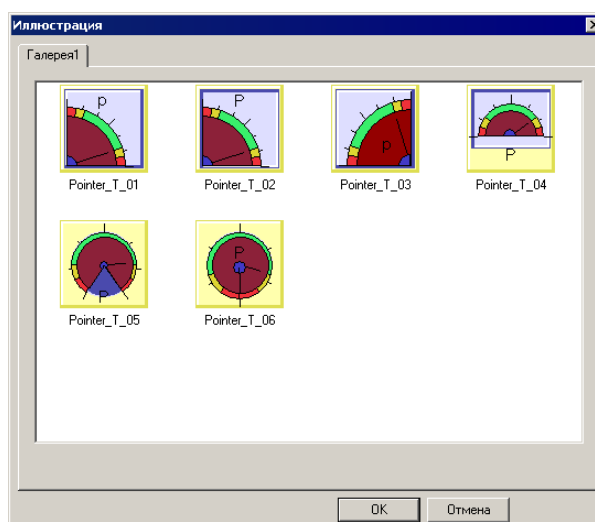 Иллюстрация
Галерея1
p P p P
Pointer_T_01 Pointer_T_02 Pointer_T_03 Pointer_T_04
P P
Pointer_T_05 Pointer_T_06
OK Отмена